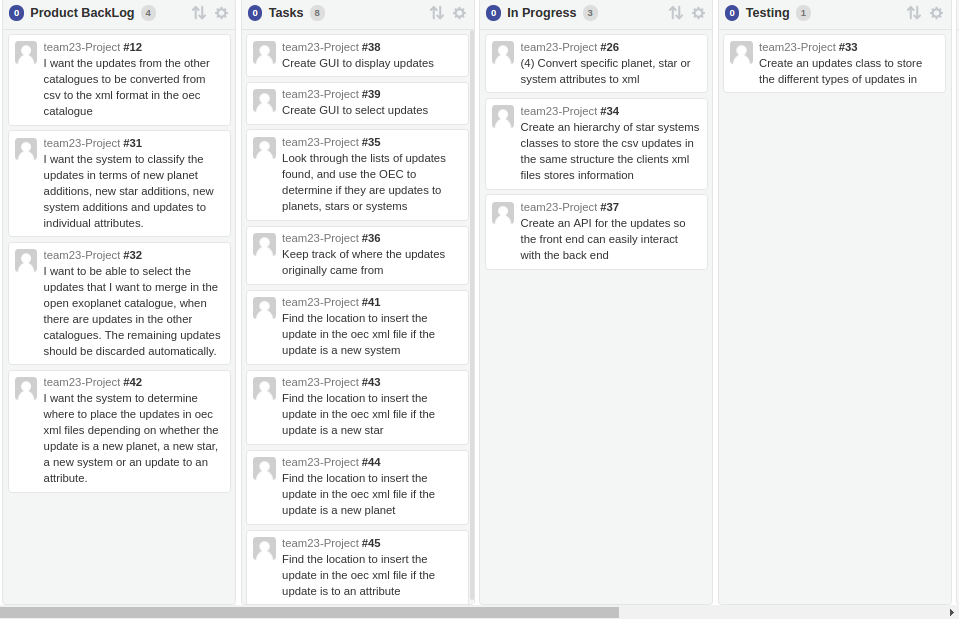 0 Product BackLog 4
team23-Project #12
I want the updates from the other
catalogues to be converted from
csv to the xml format in the oec
catalogue
team23-Project #31
I want the system to classify the
updates in terms of new planet
additions, new star additions, new
system additions and updates to
individual attributes.
team23-Project #32
I want to be able to select the
updates that I want to merge in the
open exoplanet catalogue, when
there are updates in the other
catalogues. The remaining updates
should be discarded automatically.
team23-Project #42
I want the system to determine
where to place the updates in oec
xml files depending on whether the
update is a new planet, a new star,
a new system or an update to an
attribute.
0 Tasks 8
team23-Project #38
Create GUI to display updates
team23-Project #39
Create GUI to select updates
team23-Project #35
Look through the lists of updates
found, and use the OEC to
determine if they are updates to
planets, stars or systems
team23-Project #36
Keep track of where the updates
originally came from
team23-Project #41
Find the location to insert the
update in the oec xml file if the
update is a new system
team23-Project #43
Find the location to insert the
update in the oec xml file if the
update is a new star
team23-Project #44
Find the location to insert the
update in the oec xml file if the
update is a new planet
team23-Project #45
Find the location to insert the
update in the oec xml file if the
update is to an attribute
0 In Progress 3
team23-Project #26
(4) Convert specific planet, star or
system attributes to xml
team23-Project #34
Create an hierarchy of star systems
classes to store the csv updates in
the same structure the clients xml
files stores information
team23-Project #37
Create an API for the updates so
the front end can easily interact
with the back end
0 Testing 1
team23-Project #33
Create an updates class to store
the different types of updates in